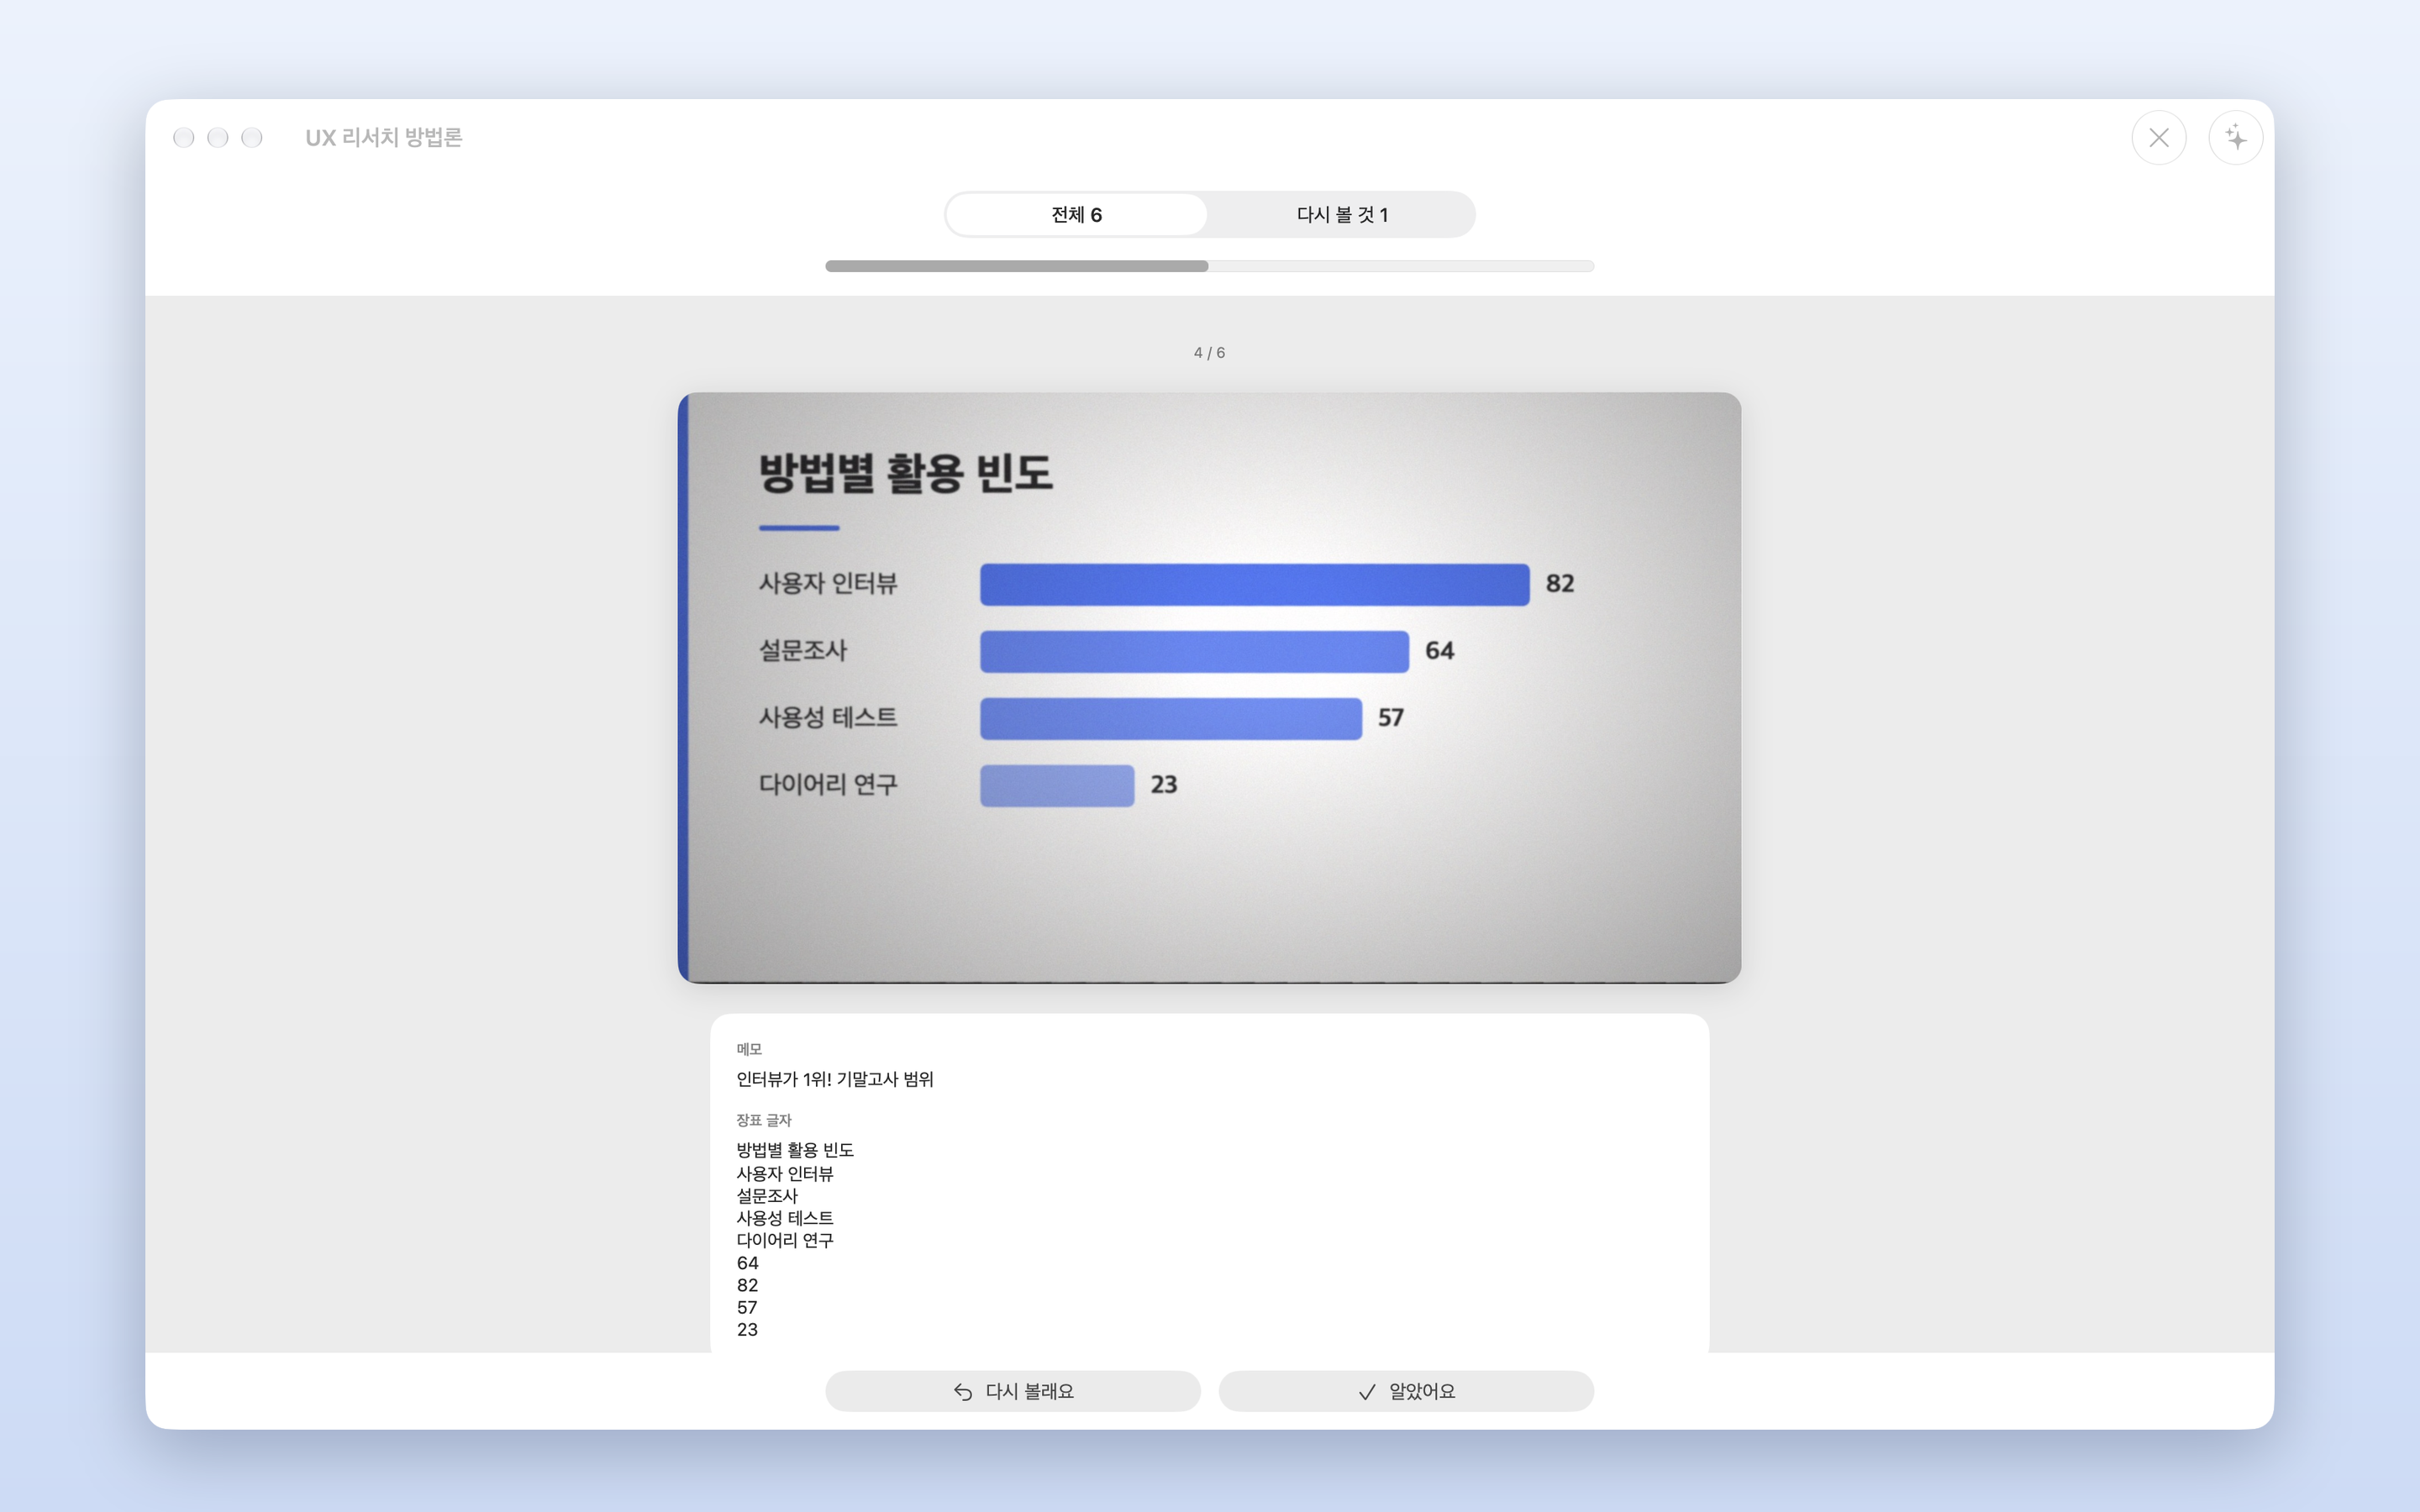 UX 리서치 방법론
전체 6
다시 볼 것 1
4 / 6
방법별 활용 빈도
사용자 인터뷰 82
설문조사 64
사용성 테스트 57
다이어리 연구 23
메모
인터뷰가 1위! 기말고사 범위
장표 글자
방법별 활용 빈도
사용자 인터뷰
설문조사
사용성 테스트
다이어리 연구
64
82
57
23
다시 볼래요
알았어요